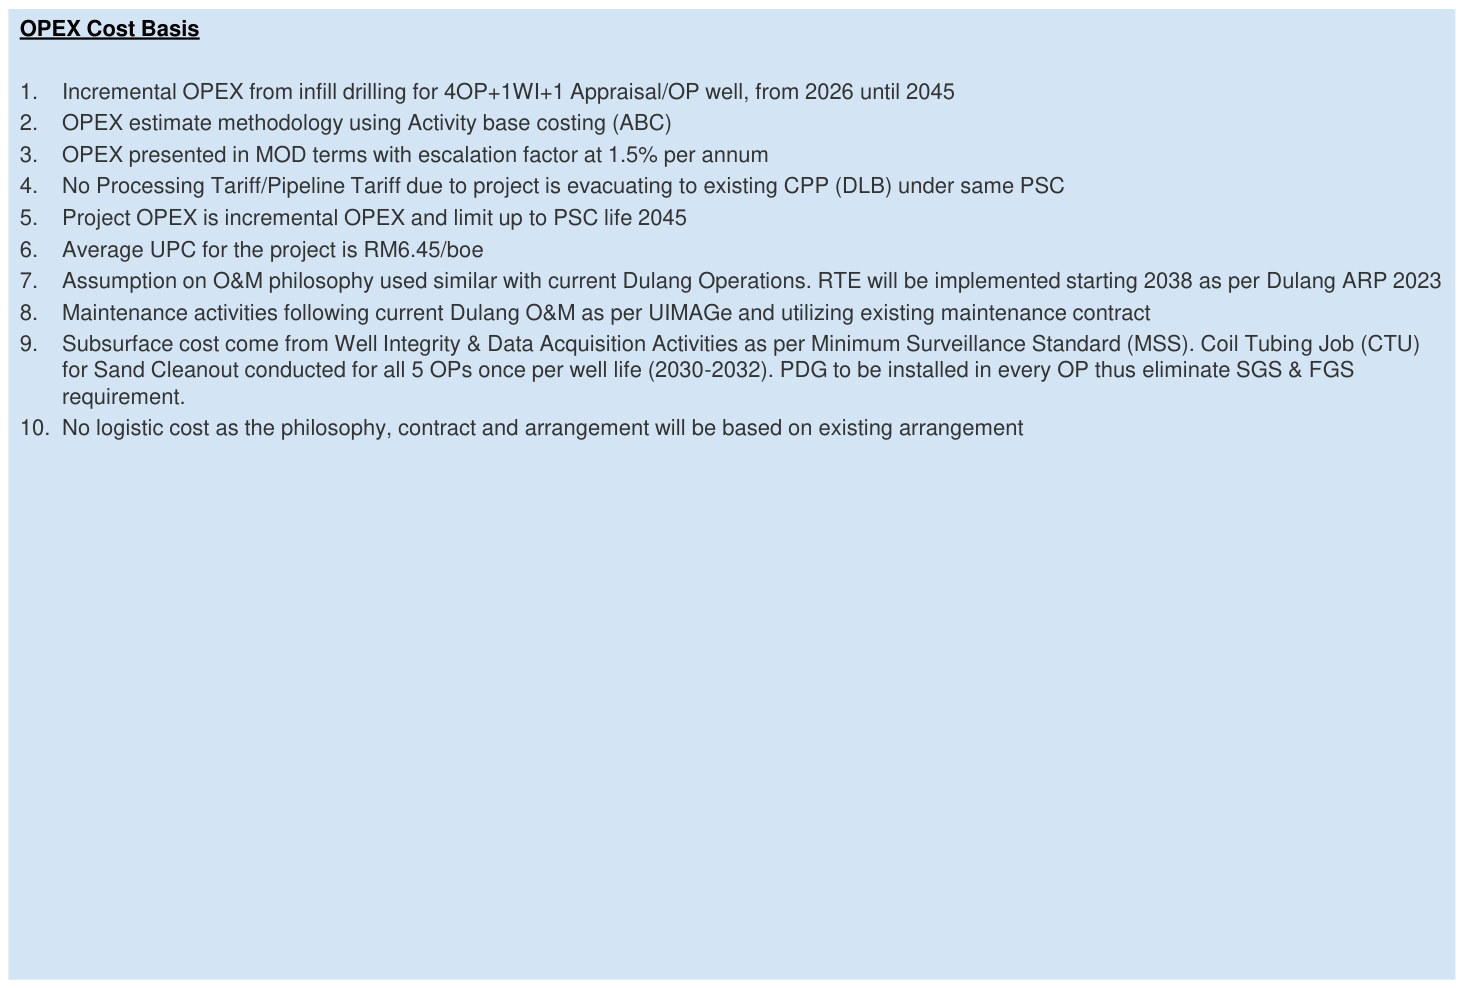 OPEX Cost Basis
1. Incremental OPEX from infill drilling for 4OP+1WI+1 Appraisal/OP well, from 2026 until 2045
2. OPEX estimate methodology using Activity base costing (ABC)
3. OPEX presented in MOD terms with escalation factor at 1.5% per annum
4. No Processing Tariff/Pipeline Tariff due to project is evacuating to existing CPP (DLB) under same PSC
5. Project OPEX is incremental OPEX and limit up to PSC life 2045
6. Average UPC for the project is RM6.45/boe
7. Assumption on O&M philosophy used similar with current Dulang Operations. RTE will be implemented starting 2038 as per Dulang ARP 2023
8. Maintenance activities following current Dulang O&M as per UIMAGe and utilizing existing maintenance contract
9. Subsurface cost come from Well Integrity & Data Acquisition Activities as per Minimum Surveillance Standard (MSS). Coil Tubing Job (CTU)
for Sand Cleanout conducted for all 5 OPs once per well life (2030-2032). PDG to be installed in every OP thus eliminate SGS & FGS
requirement.
10. No logistic cost as the philosophy, contract and arrangement will be based on existing arrangement